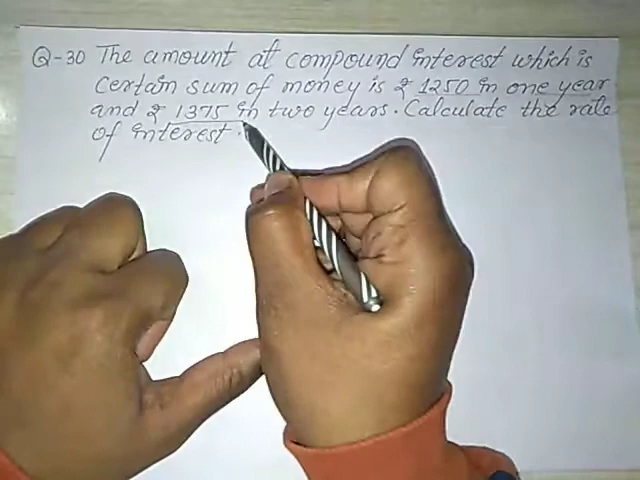 Q-30 The amount at compound interest which is
certain sum of money is ₹ 1250 in one year
and ₹ 1375 in two years. Calculate the rate
of interest.